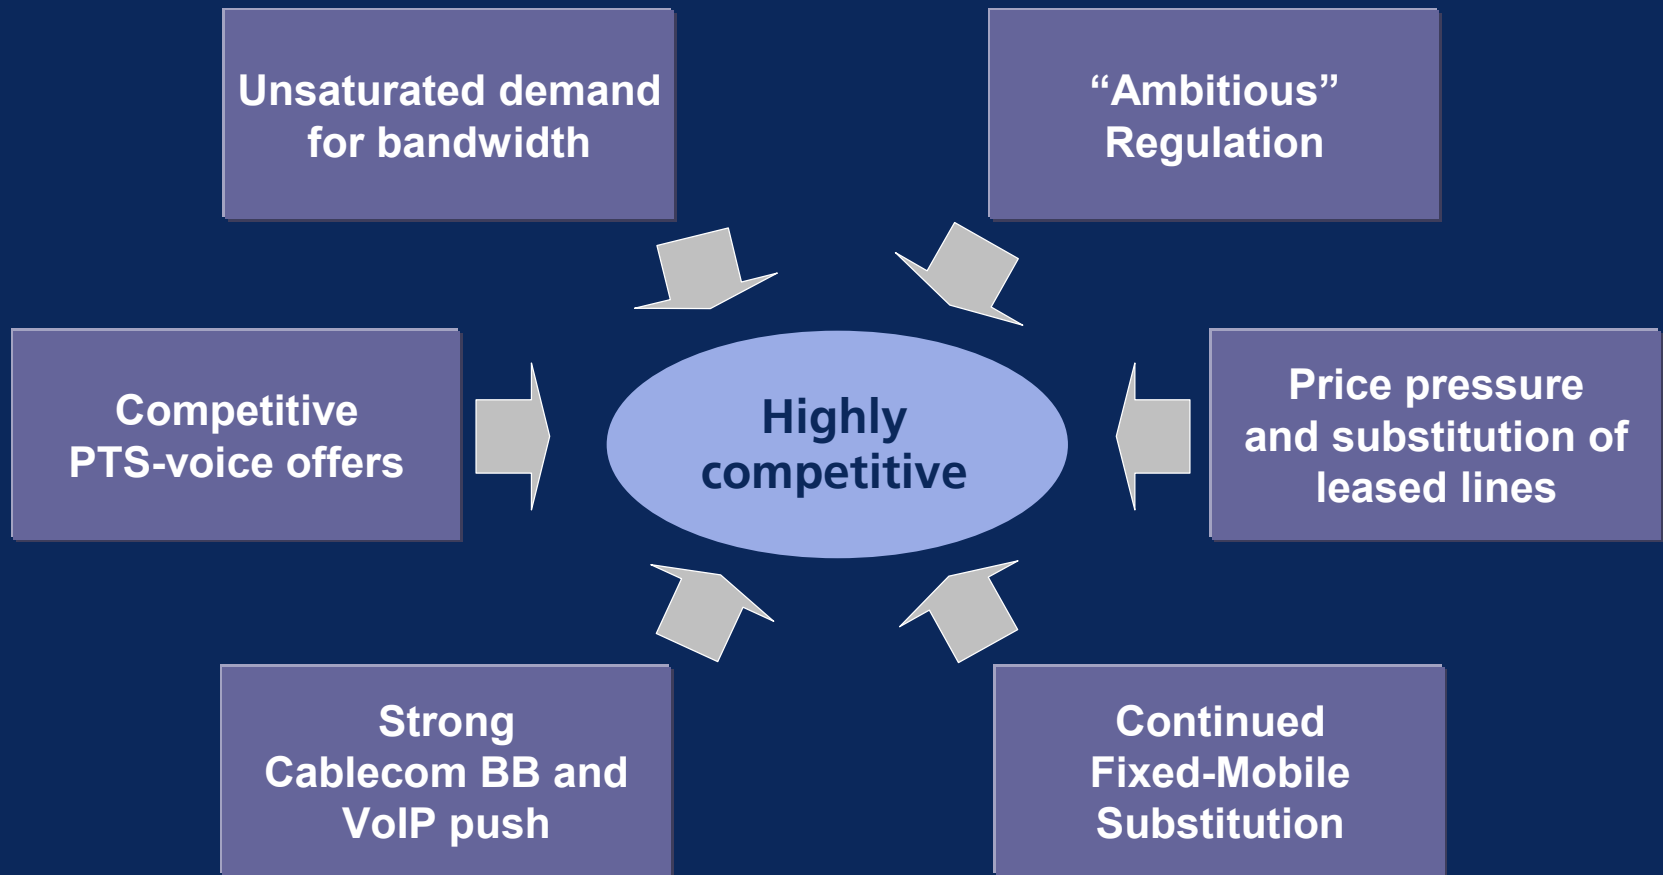 Unsaturated demand
for bandwidth
“Ambitious”
Regulation
Competitive
PTS-voice offers
Highly
competitive
Price pressure
and substitution of
leased lines
Strong
Cablecom BB and
VoIP push
Continued
Fixed-Mobile
Substitution